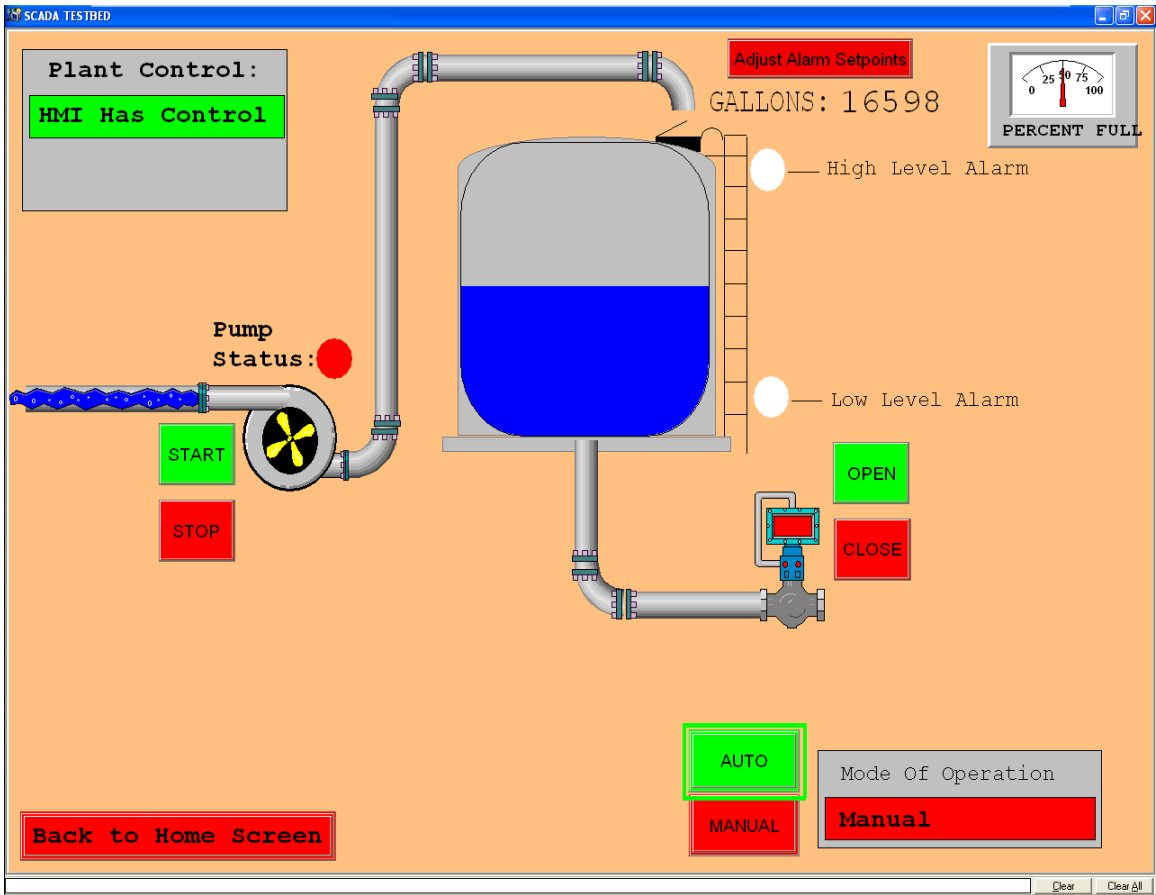 SCADA TESTBED
Plant Control:
HMI Has Control
Adjust Alarm Setpoints
GALLONS: 16598
0 25 50 75 100
PERCENT FULL
High Level Alarm
Pump
Status:
Low Level Alarm
START
STOP
OPEN
CLOSE
AUTO
MANUAL
Mode Of Operation
Manual
Back to Home Screen
Clear
Clear All